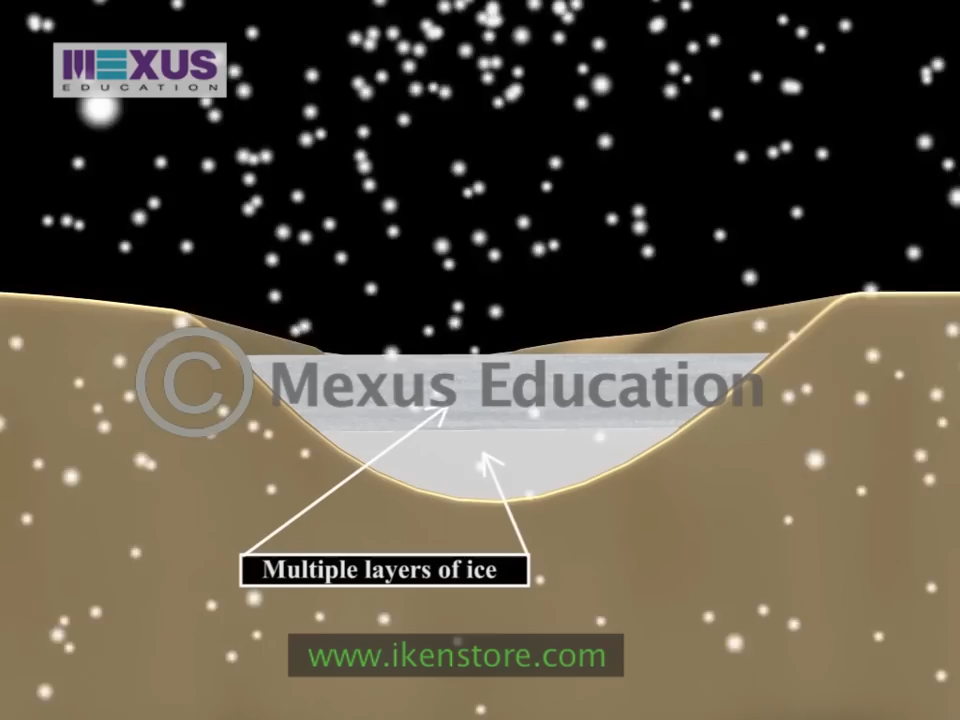 MEXUS
EDUCATION
© Mexus Education
Multiple layers of ice
www.ikenstore.com